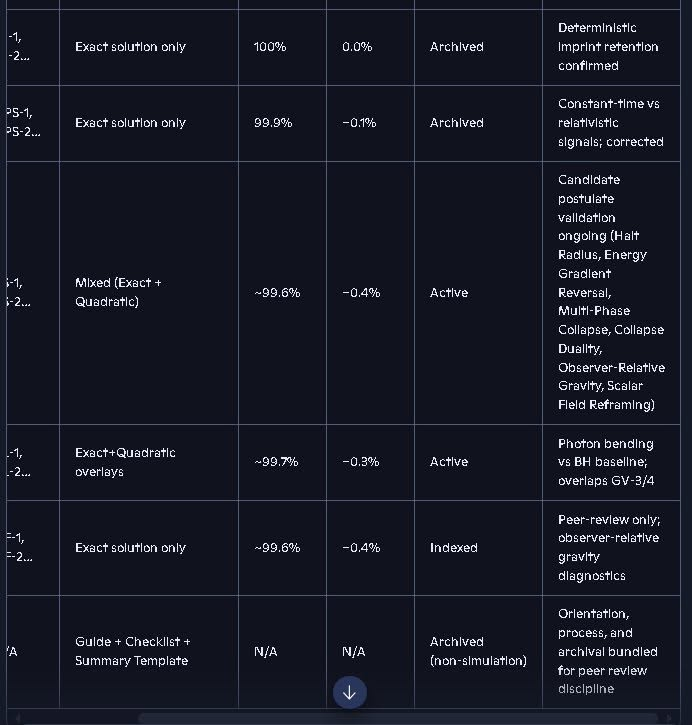 -1,
-2...
Exact solution only
100%
0.0%
Archived
Deterministic
imprint retention
confirmed
PS-1,
PS-2...
Exact solution only
99.9%
−0.1%
Archived
Constant-time vs
relativistic
signals; corrected
S-1,
S-2...
Mixed (Exact +
Quadratic)
~99.6%
−0.4%
Active
Candidate
postulate
validation
ongoing (Halt
Radius, Energy
Gradient
Reversal,
Multi-Phase
Collapse, Collapse
Duality,
Observer-Relative
Gravity, Scalar
Field Reframing)
L-1,
L-2...
Exact+Quadratic
overlays
~99.7%
−0.3%
Active
Photon bending
vs BH baseline;
overlaps GV-3/4
F-1,
F-2...
Exact solution only
~99.6%
−0.4%
Indexed
Peer-review only;
observer-relative
gravity
diagnostics
/A
Guide + Checklist +
Summary Template
N/A
N/A
Archived
(non-simulation)
Orientation,
process, and
archival bundled
for peer review
discipline